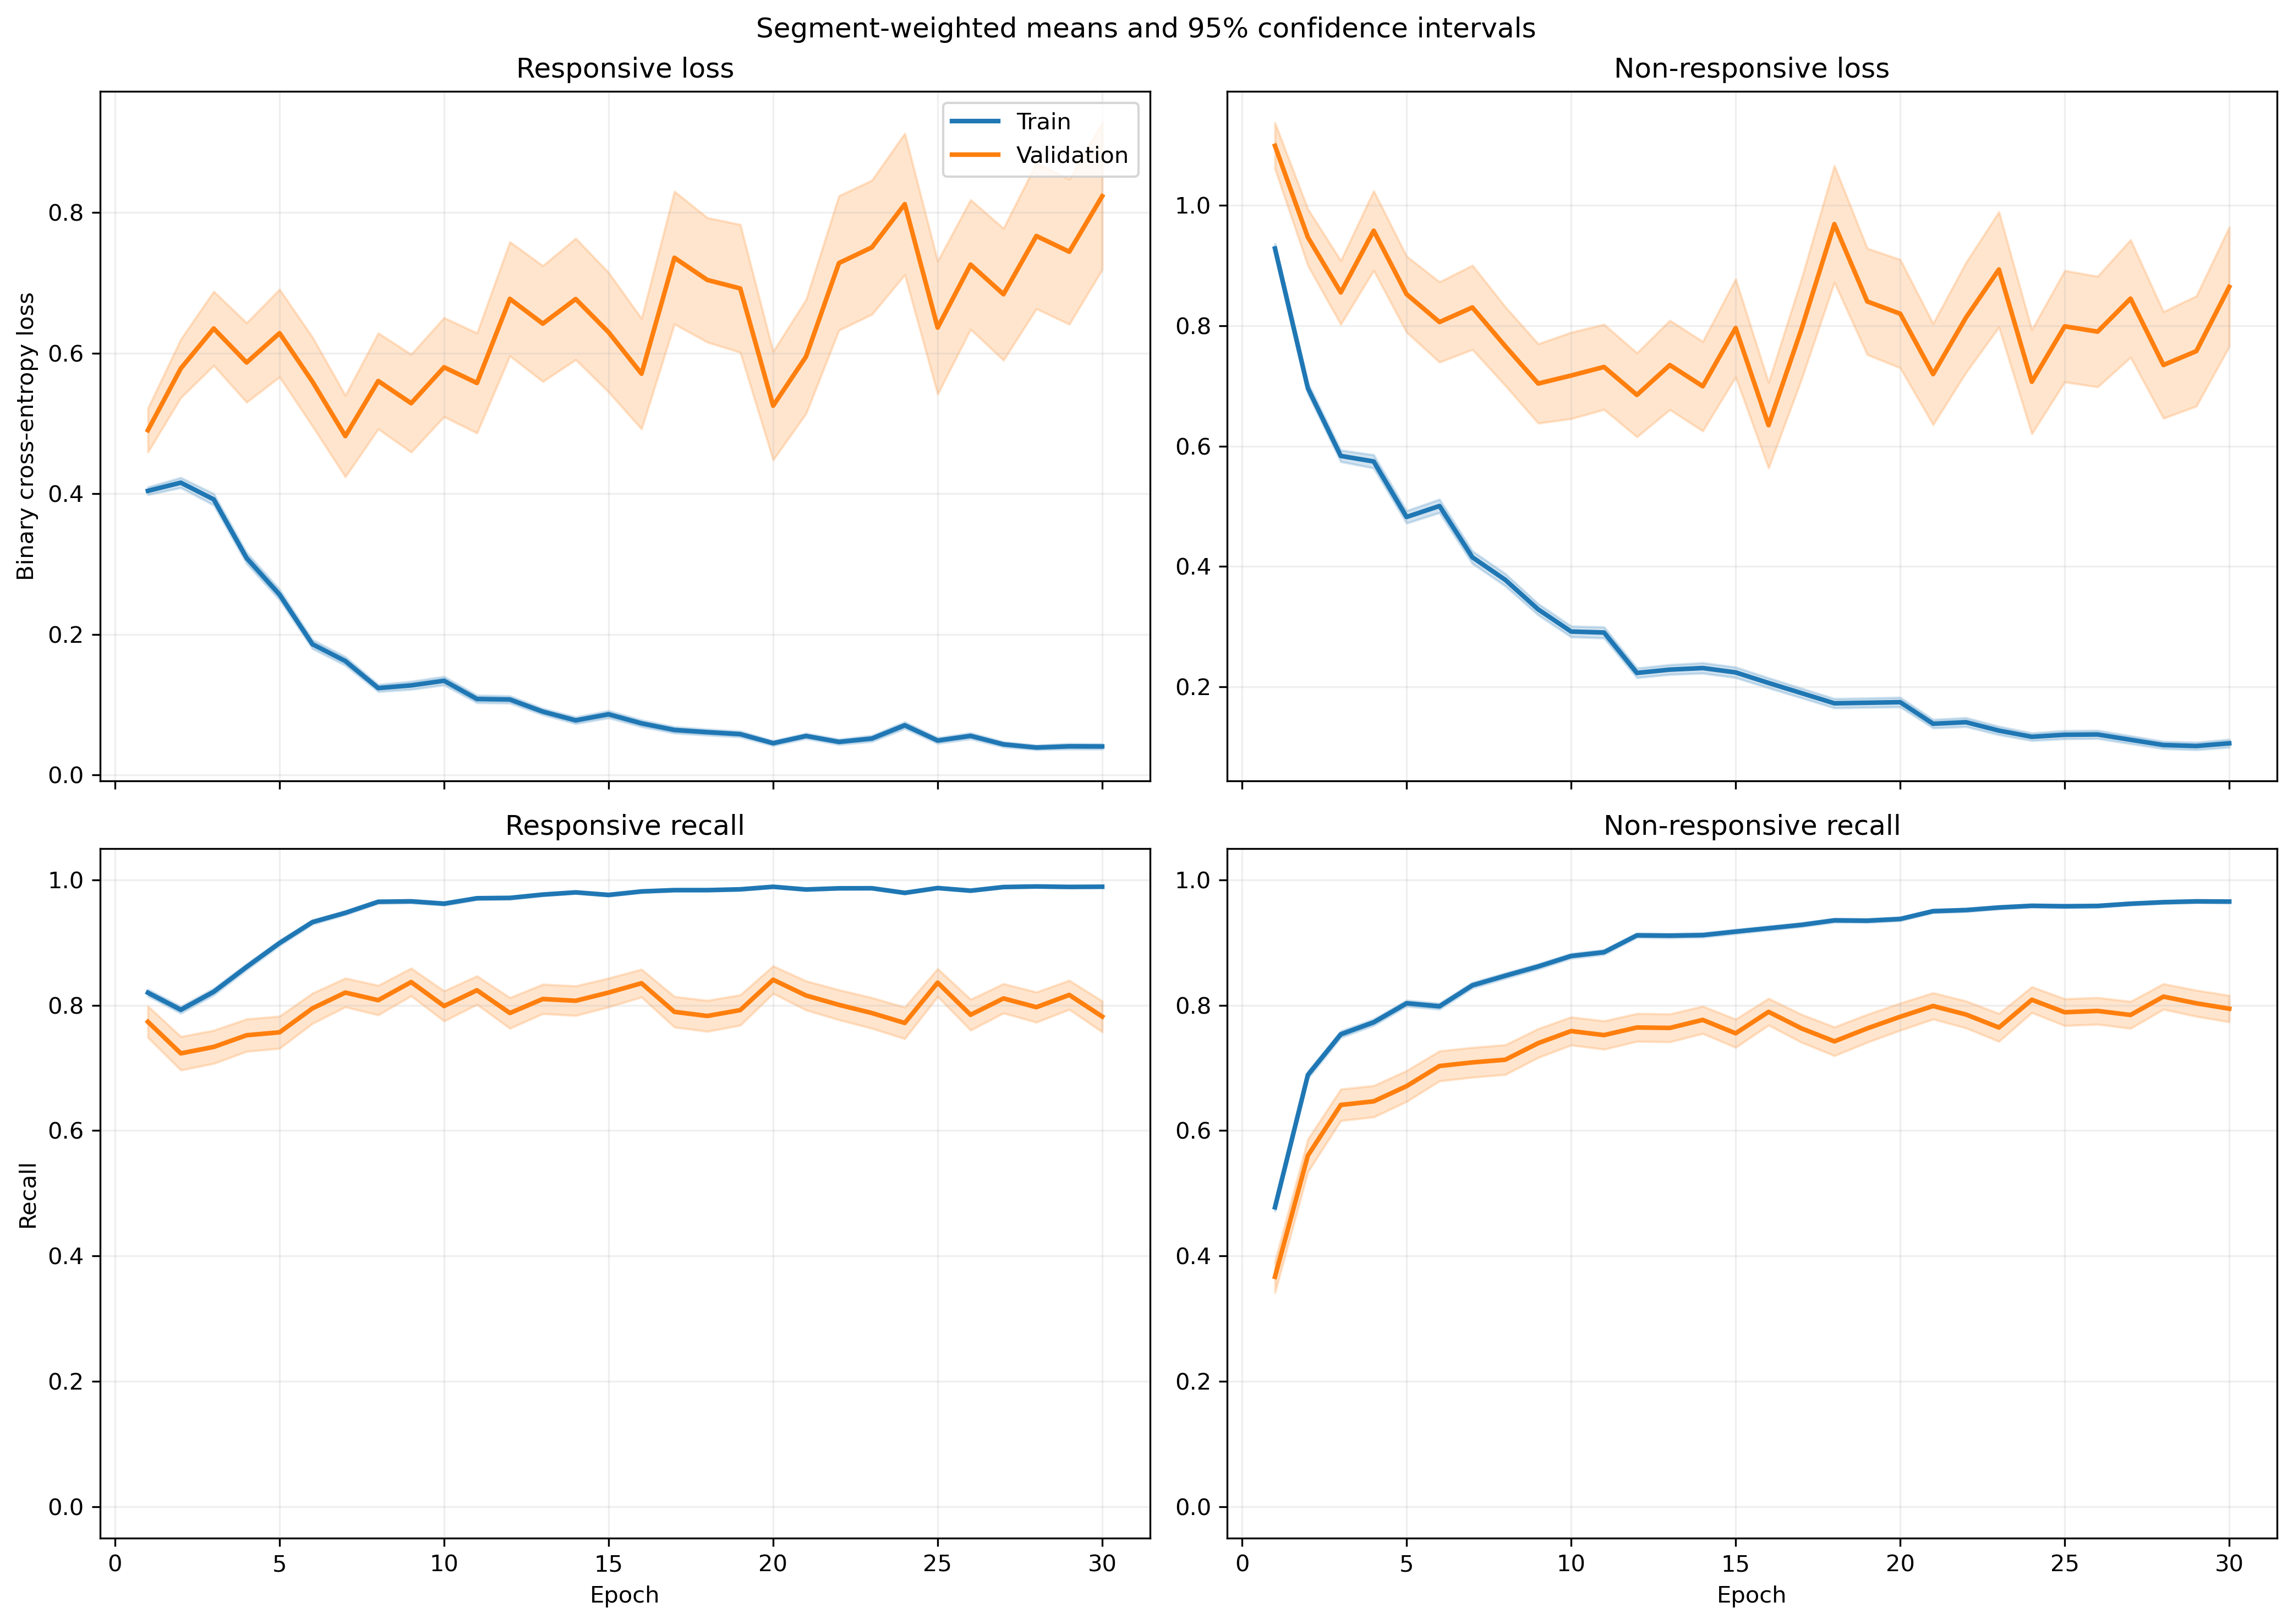 Segment-weighted means and 95% confidence intervals
Responsive loss
Non-responsive loss
Binary cross-entropy loss
0.8
0.6
0.4
0.2
0.0
Train
Validation
1.0
0.8
0.6
0.4
0.2
Responsive recall
Non-responsive recall
Recall
1.0
0.8
0.6
0.4
0.2
0.0
0 5 10 15 20 25 30
Epoch
1.0
0.8
0.6
0.4
0.2
0.0
0 5 10 15 20 25 30
Epoch